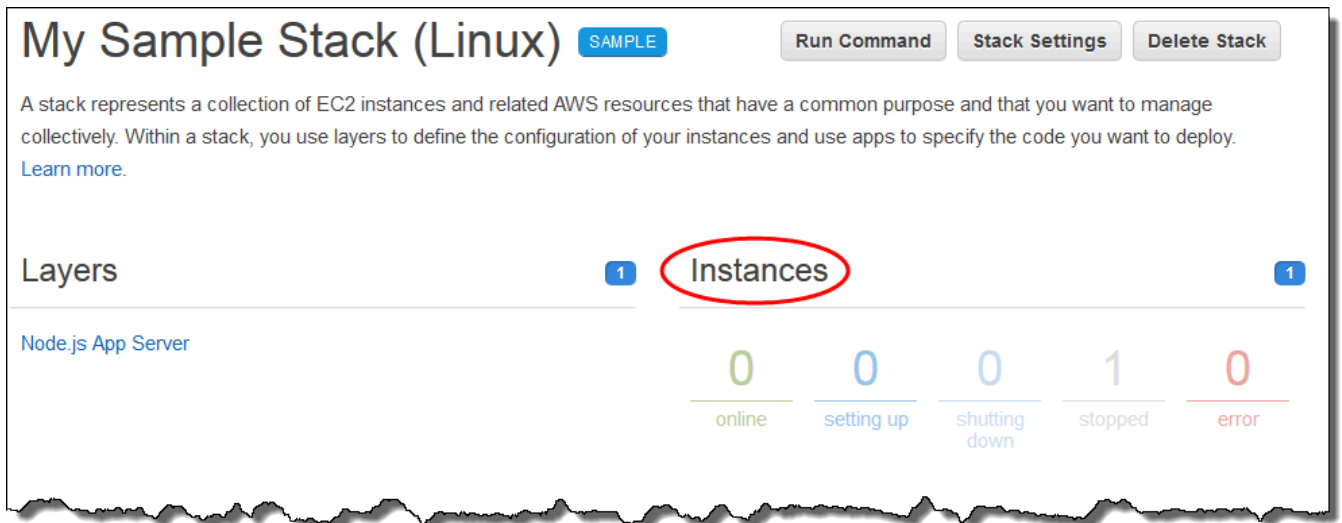 My Sample Stack (Linux) SAMPLE Run Command Stack Settings Delete Stack
A stack represents a collection of EC2 instances and related AWS resources that have a common purpose and that you want to manage
collectively. Within a stack, you use layers to define the configuration of your instances and use apps to specify the code you want to deploy.
Learn more.
Layers 1
Node.js App Server
Instances 1
0 0 0 1 0
online setting up shutting stopped error
down